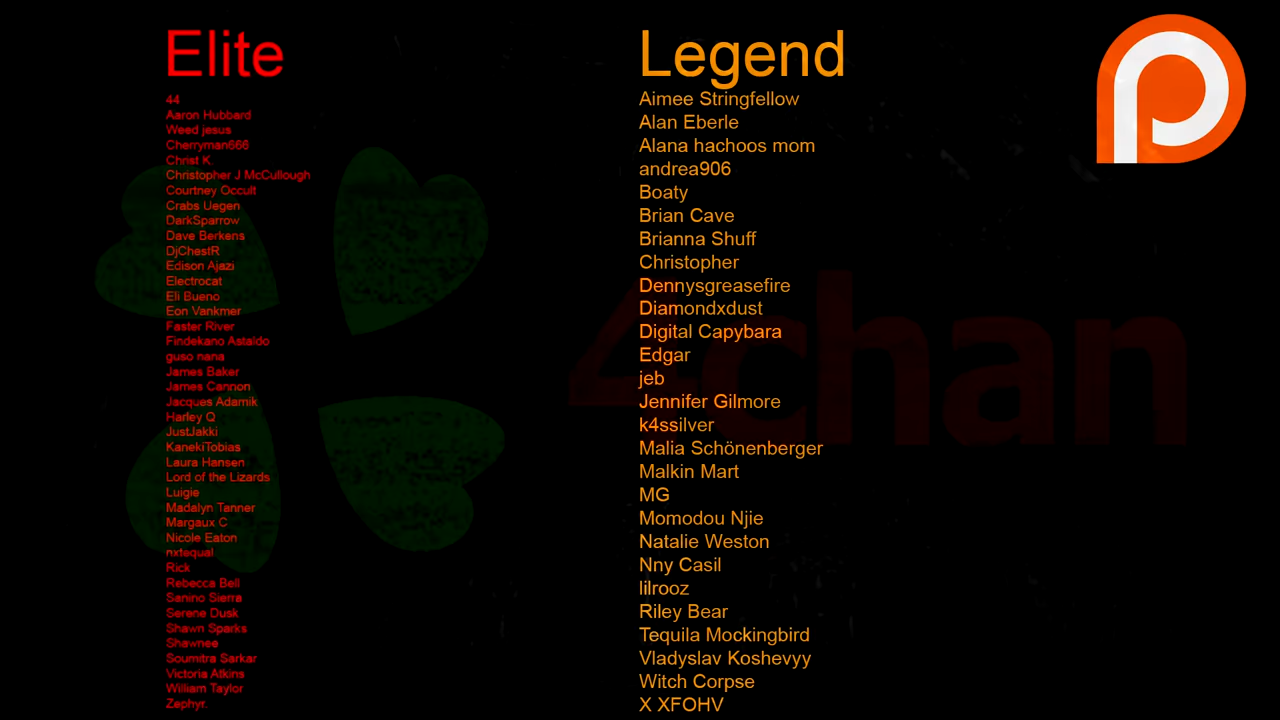 Elite
44
Aaron Hubbard
Weed jesus
Cherryman666
Christ K.
Christopher J McCullough
Courtney Occult
Crabs Uegen
DarkSparrow
Dave Berkens
DjChestR
Edison Ajazi
Electrocat
Eli Bueno
Eon Vankmer
Faster River
Findekano Astaldo
guso nana
James Baker
James Cannon
Jacques Adamik
Harley Q
JustJakki
KanekiTobias
Laura Hansen
Lord of the Lizards
Luigie
Madalyn Tanner
Margaux C
Nicole Eaton
nxtequal
Rick
Rebecca Bell
Sanino Sierra
Serene Dusk
Shawn Sparks
Shawnee
Soumitra Sarkar
Victoria Atkins
William Taylor
Zephyr.
Legend
Aimee Stringfellow
Alan Eberle
Alana hachoos mom
andrea906
Boaty
Brian Cave
Brianna Shuff
Christopher
Dennysgreasefire
Diamondxdust
Digital Capybara
Edgar
jeb
Jennifer Gilmore
k4ssilver
Malia Schönenberger
Malkin Mart
MG
Momodou Njie
Natalie Weston
Nny Casil
lilrooz
Riley Bear
Tequila Mockingbird
Vladyslav Koshevyy
Witch Corpse
X XFOHV
4chan